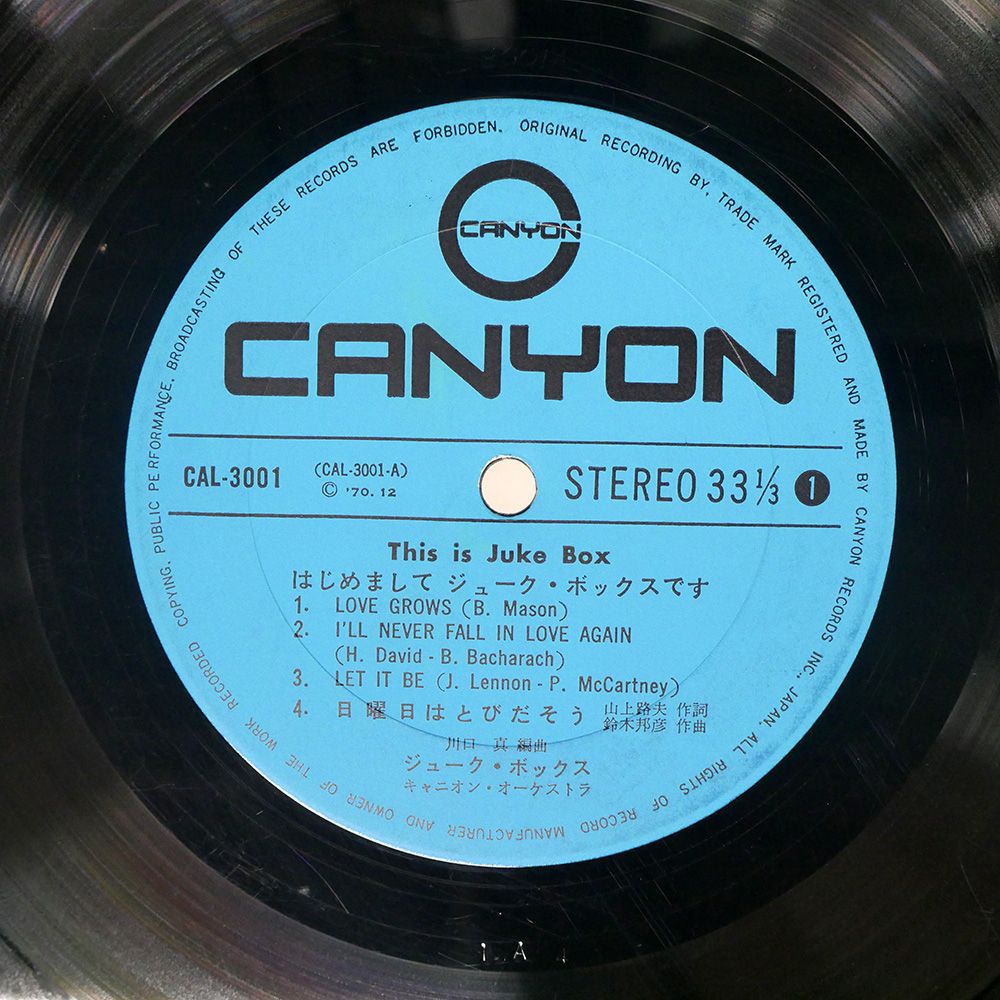 CANYON
CANYON
CAL-3001
(CAL-3001-A)
Ⓒ '70.12
STEREO 33 1/3 1
This is Juke Box
はじめまして ジューク・ボックスです
1. LOVE GROWS (B. Mason)
2. I'LL NEVER FALL IN LOVE AGAIN
(H. David - B. Bacharach)
3. LET IT BE (J. Lennon - P. McCartney)
4. 日曜日はとびだそう 山上路夫 作詞
鈴木邦彦 作曲
川口 真 編曲
ジューク・ボックス
キャニオン・オーケストラ
ORIGINAL RECORDING BY. TRADE MARK REGISTERED AND MADE BY CANYON RECORDS INC., JAPAN. ALL RIGHTS OF RECORD MANUFACTURER AND OWNER OF THE WORK RECORDED COPYING. PUBLIC PERFORMANCE. BROADCASTING OF THESE RECORDS ARE FORBIDDEN.
1 A